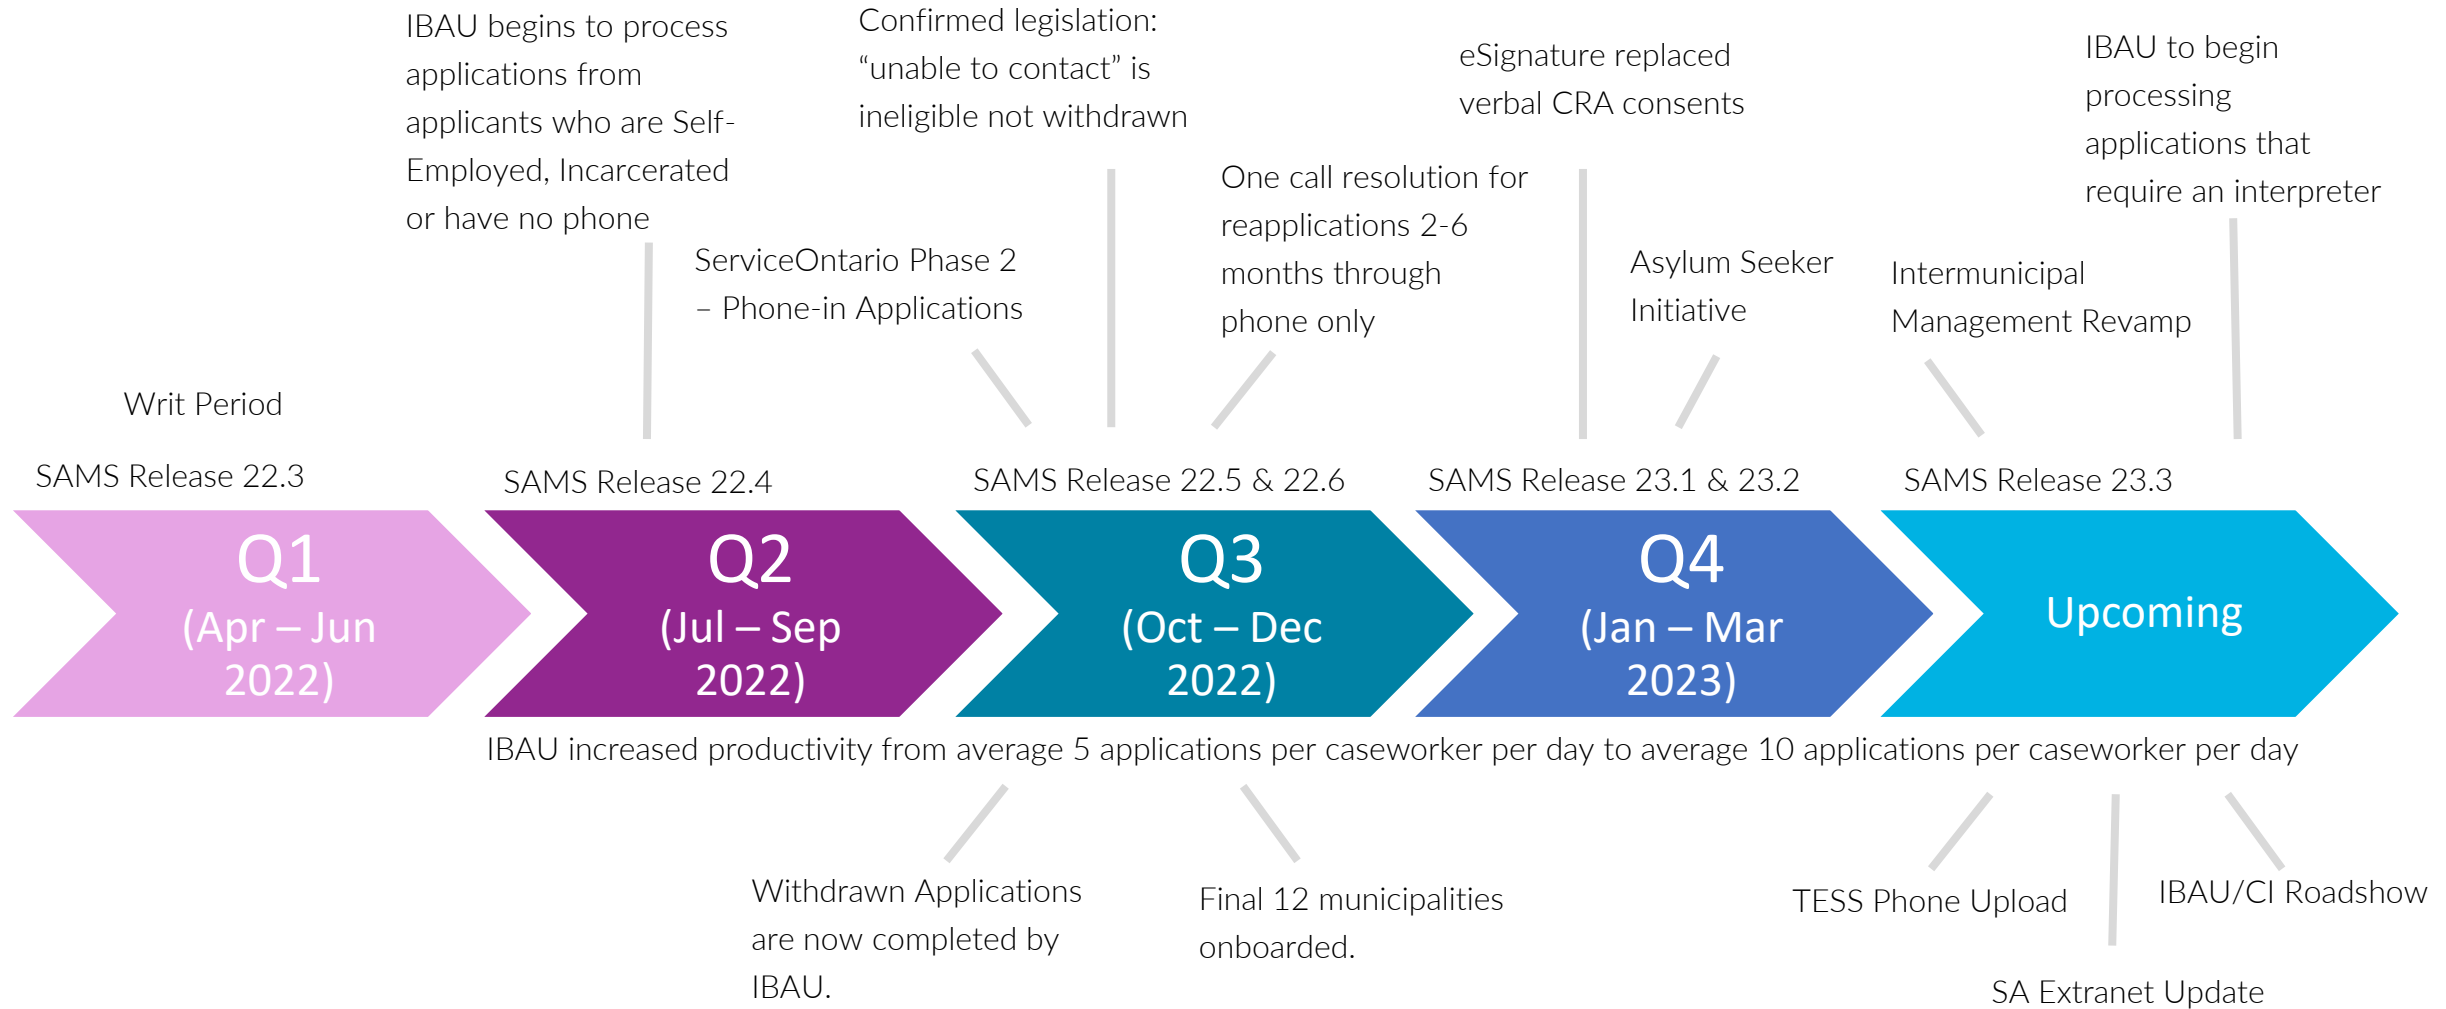 IBAU begins to process
applications from
applicants who are Self-
Employed, Incarcerated
or have no phone
Confirmed legislation:
“unable to contact” is
ineligible not withdrawn
eSignature replaced
verbal CRA consents
IBAU to begin
processing
applications that
require an interpreter
One call resolution for
reapplications 2-6
months through
phone only
ServiceOntario Phase 2
– Phone-in Applications
Asylum Seeker
Initiative
Intermunicipal
Management Revamp
Writ Period
SAMS Release 22.3
SAMS Release 22.4
SAMS Release 22.5 & 22.6
SAMS Release 23.1 & 23.2
SAMS Release 23.3
Q1
(Apr – Jun
2022)
Q2
(Jul – Sep
2022)
Q3
(Oct – Dec
2022)
Q4
(Jan – Mar
2023)
Upcoming
IBAU increased productivity from average 5 applications per caseworker per day to average 10 applications per caseworker per day
Withdrawn Applications
are now completed by
IBAU.
Final 12 municipalities
onboarded.
TESS Phone Upload
IBAU/CI Roadshow
SA Extranet Update